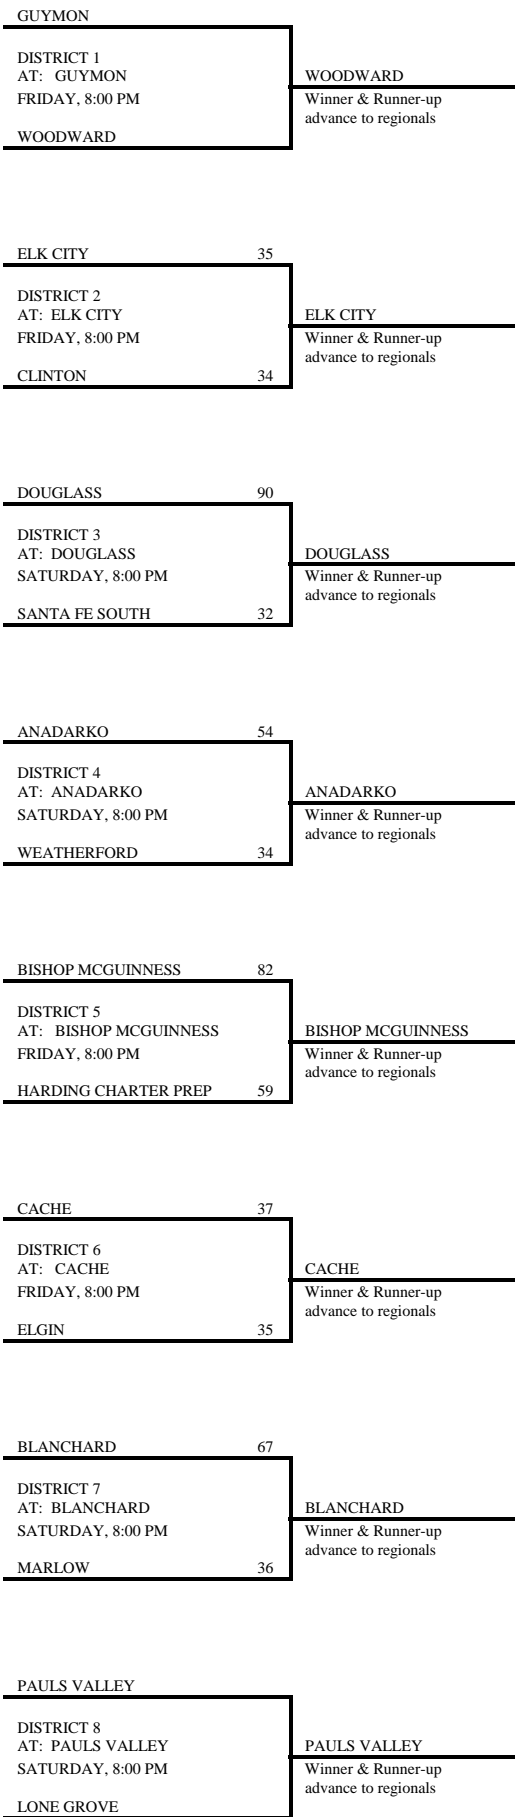 GUYMON
DISTRICT 1
AT: GUYMON
WOODWARD
FRIDAY, 8:00 PM
Winner & Runner-up
advance to regionals
WOODWARD
ELK CITY 35
DISTRICT 2
AT: ELK CITY
ELK CITY
FRIDAY, 8:00 PM
Winner & Runner-up
advance to regionals
CLINTON 34
DOUGLASS 90
DISTRICT 3
AT: DOUGLASS
DOUGLASS
SATURDAY, 8:00 PM
Winner & Runner-up
advance to regionals
SANTA FE SOUTH 32
ANADARKO 54
DISTRICT 4
AT: ANADARKO
ANADARKO
SATURDAY, 8:00 PM
Winner & Runner-up
advance to regionals
WEATHERFORD 34
BISHOP MCGUINNESS 82
DISTRICT 5
AT: BISHOP MCGUINNESS
BISHOP MCGUINNESS
FRIDAY, 8:00 PM
Winner & Runner-up
advance to regionals
HARDING CHARTER PREP 59
CACHE 37
DISTRICT 6
AT: CACHE
CACHE
FRIDAY, 8:00 PM
Winner & Runner-up
advance to regionals
ELGIN 35
BLANCHARD 67
DISTRICT 7
AT: BLANCHARD
BLANCHARD
SATURDAY, 8:00 PM
Winner & Runner-up
advance to regionals
MARLOW 36
PAULS VALLEY
DISTRICT 8
AT: PAULS VALLEY
PAULS VALLEY
SATURDAY, 8:00 PM
Winner & Runner-up
advance to regionals
LONE GROVE